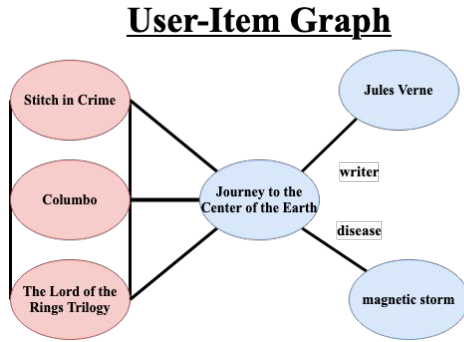 User-Item Graph
Stitch in Crime
Jules Verne
writer
Columbo
Journey to the
Center of the Earth
disease
The Lord of the
Rings Trilogy
magnetic storm